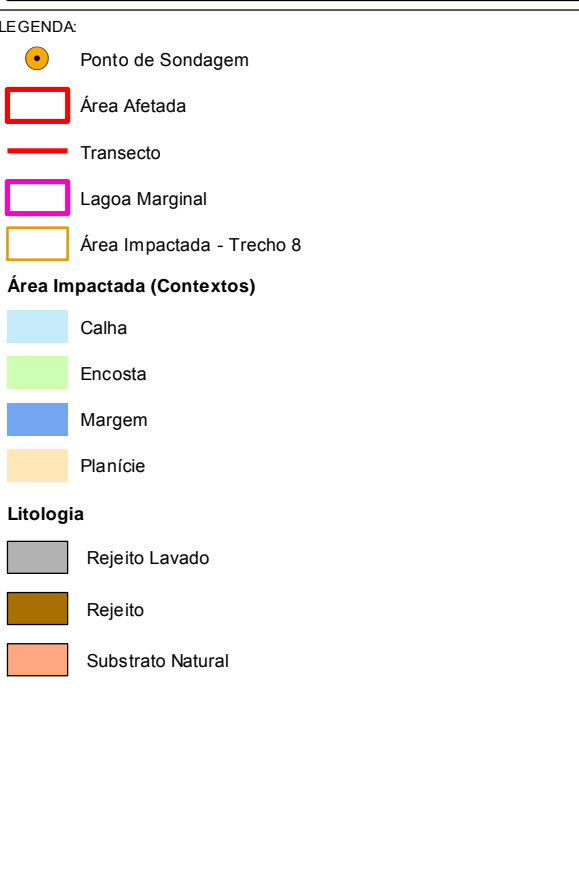 LEGENDA:
Ponto de Sondagem
Área Afetada
Transecto
Lagoa Marginal
Área Impactada - Trecho 8
Área Impactada (Contextos)
Calha
Encosta
Margem
Planície
Litologia
Rejeito Lavado
Rejeito
Substrato Natural